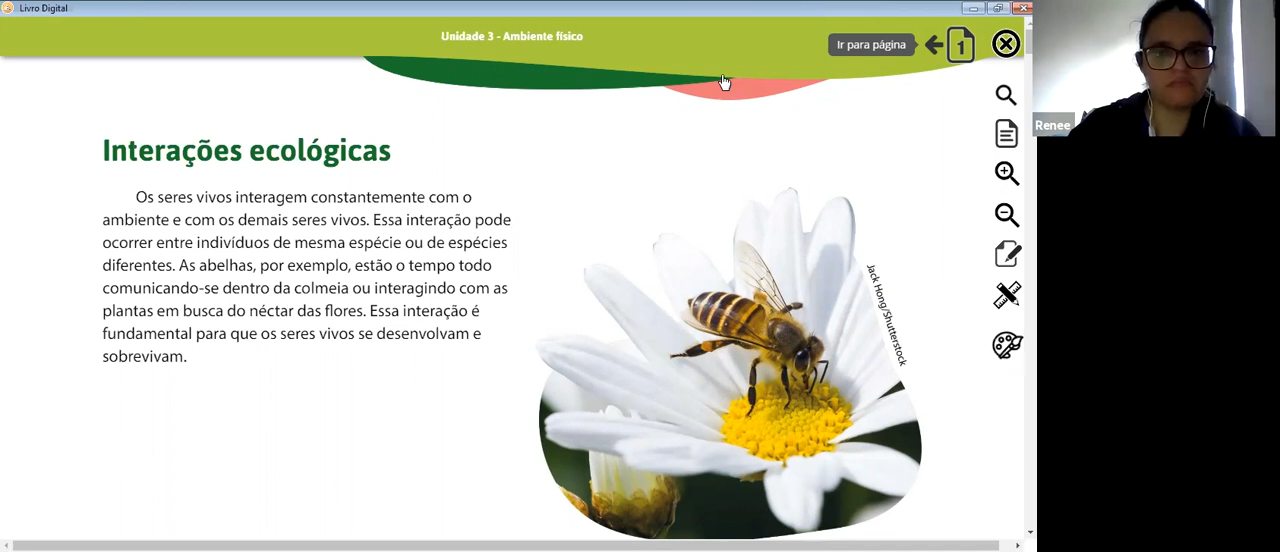 Livro Digital
Unidade 3 - Ambiente físico
Ir para página
1
Renee
Interações ecológicas
Os seres vivos interagem constantemente com o
ambiente e com os demais seres vivos. Essa interação pode
ocorrer entre indivíduos de mesma espécie ou de espécies
diferentes. As abelhas, por exemplo, estão o tempo todo
comunicando-se dentro da colmeia ou interagindo com as
plantas em busca do néctar das flores. Essa interação é
fundamental para que os seres vivos se desenvolvam e
sobrevivam.
Jack Hong/Shutterstock